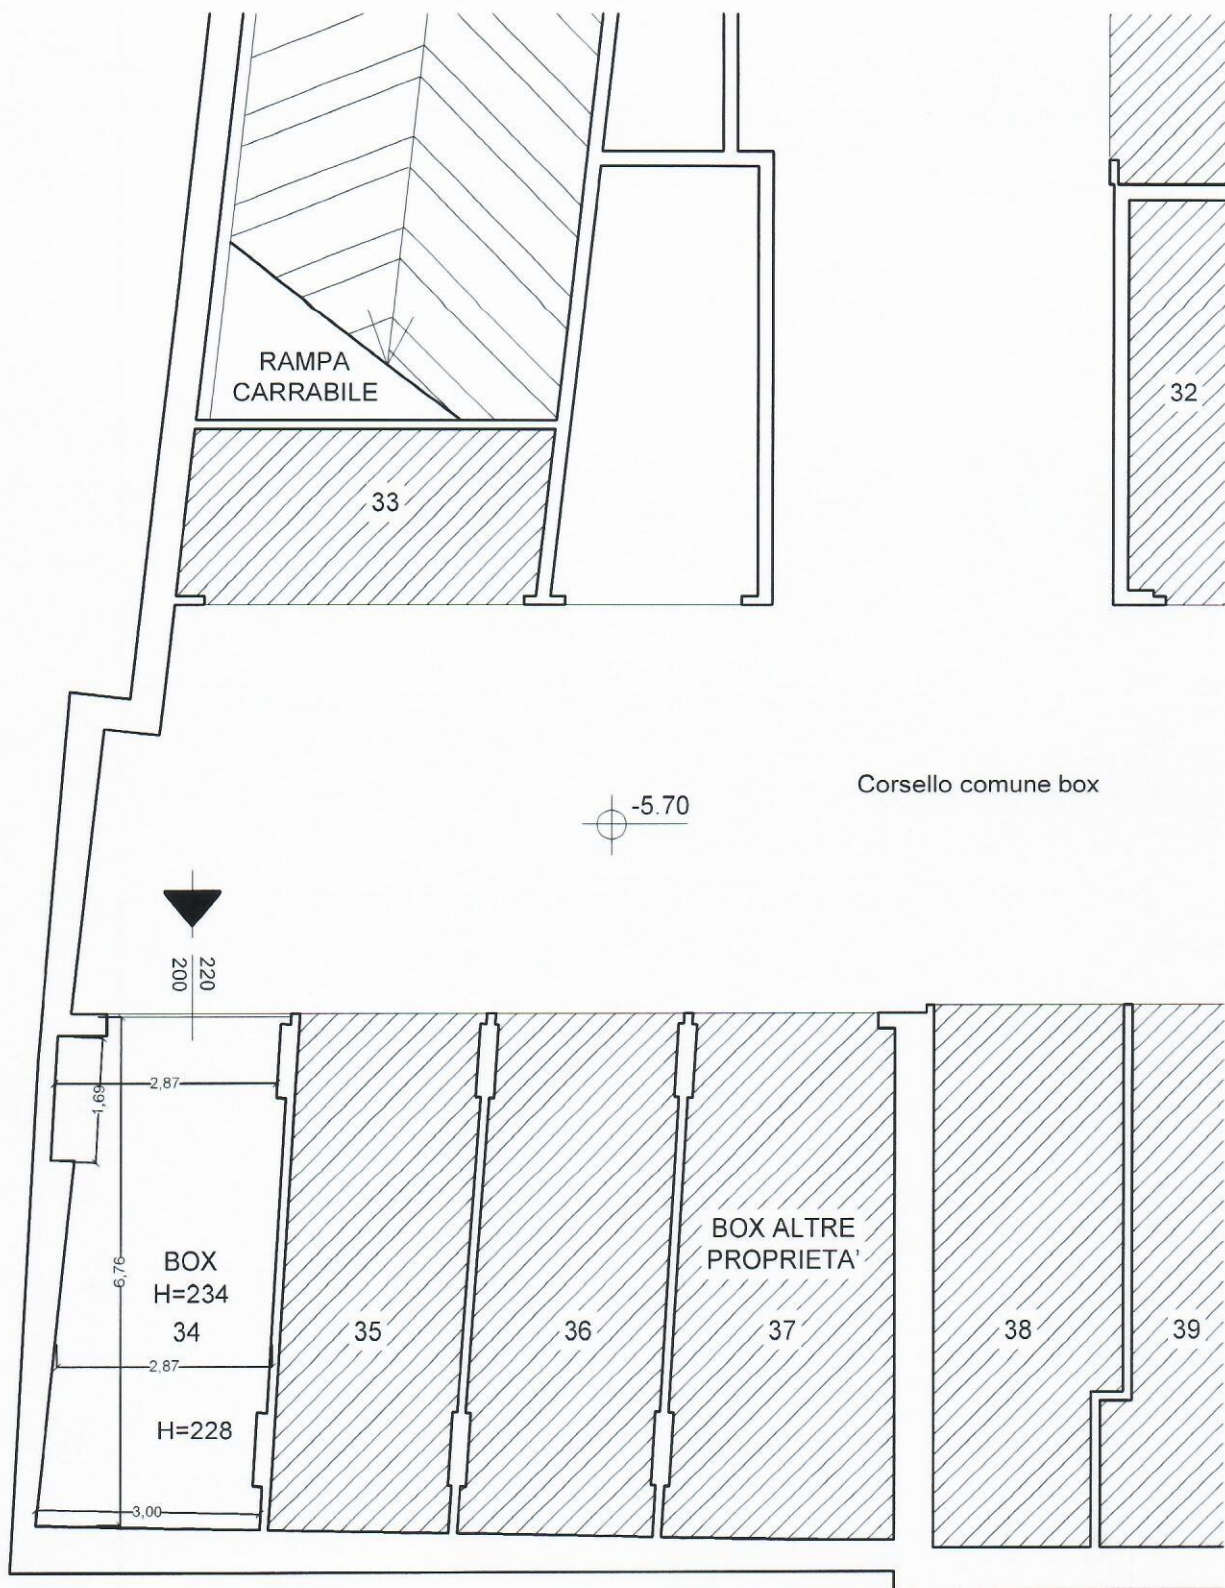 RAMPA
CARRABILE
32
33
Corsello comune box
-5.70
220
200
2,87
1,69
6,76
BOX
H=234
34
2,87
H=228
3,00
35
36
BOX ALTRE
PROPRIETA'
37
38
39